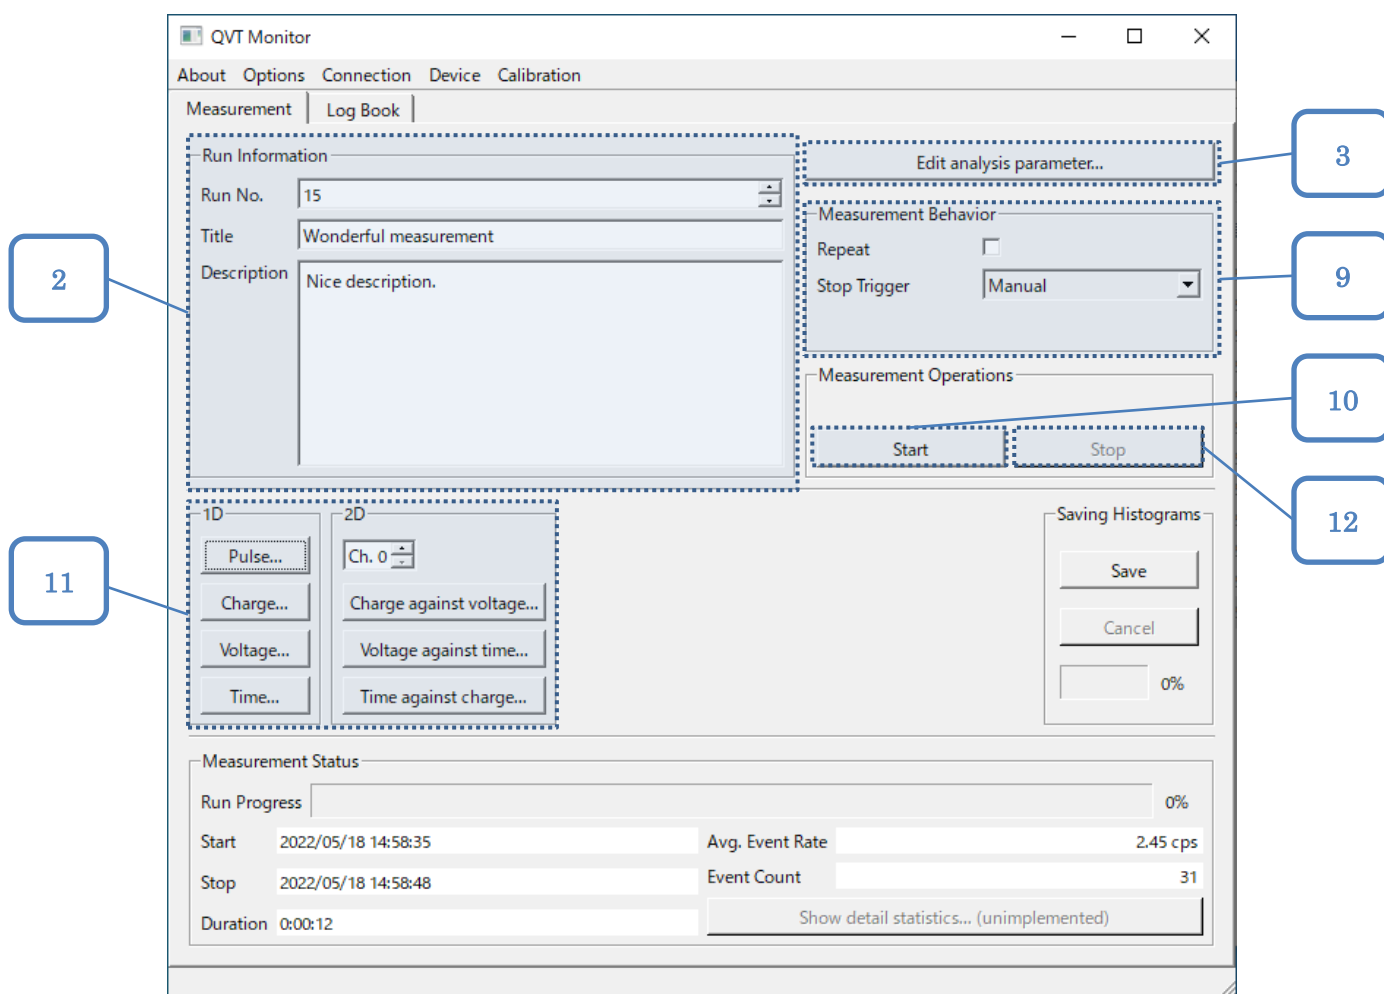 QVT Monitor
About Options Connection Device Calibration
Measurement Log Book
Run Information
Run No. 15
Title Wonderful measurement
Description Nice description.
Edit analysis parameter...
Measurement Behavior
Repeat
Stop Trigger Manual
Measurement Operations
Start Stop
2
3
9
10
12
11
1D
Pulse...
Charge...
Voltage...
Time...
2D
Ch. 0
Charge against voltage...
Voltage against time...
Time against charge...
Saving Histograms
Save
Cancel
0%
Measurement Status
Run Progress 0%
Start 2022/05/18 14:58:35
Stop 2022/05/18 14:58:48
Duration 0:00:12
Avg. Event Rate 2.45 cps
Event Count 31
Show detail statistics... (unimplemented)